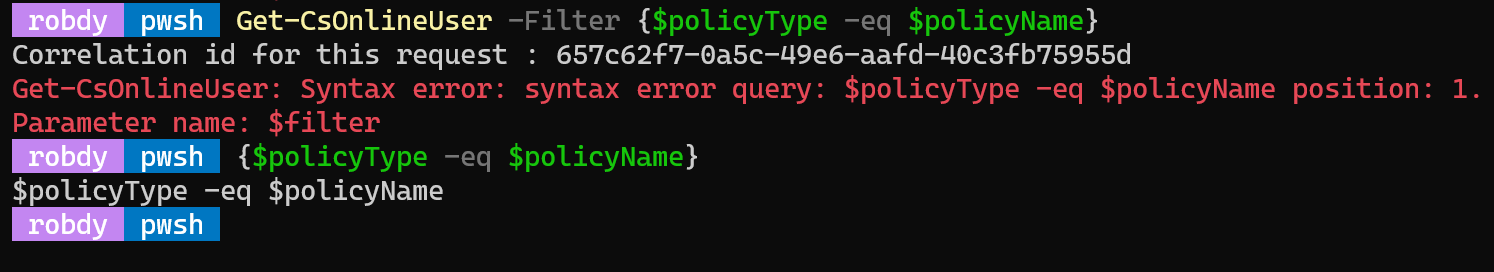 robdy pwsh Get-CsOnlineUser -Filter {$policyType -eq $policyName}
Correlation id for this request : 657c62f7-0a5c-49e6-aafd-40c3fb75955d
Get-CsOnlineUser: Syntax error: syntax error query: $policyType -eq $policyName position: 1.
Parameter name: $filter
robdy pwsh {$policyType -eq $policyName}
$policyType -eq $policyName
robdy pwsh